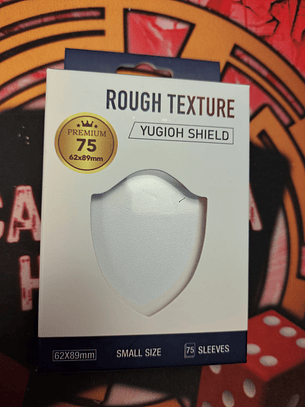 ROUGH TEXTURE
YUGIOH SHIELD
PREMIUM
75
62x89mm
62X89mm
SMALL SIZE
75 SLEEVES